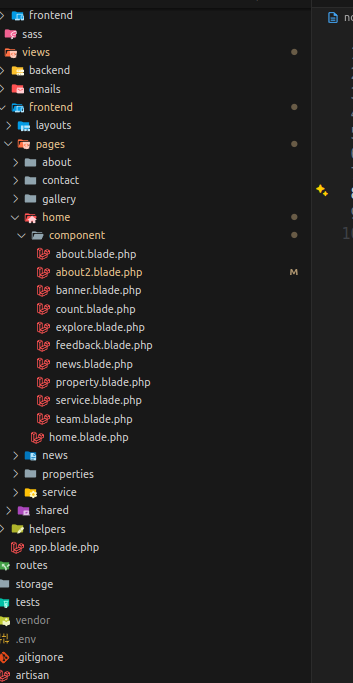 frontend
sass
views
backend
emails
frontend
layouts
pages
about
contact
gallery
home
component
about.blade.php
about2.blade.php M
banner.blade.php
count.blade.php
explore.blade.php
feedback.blade.php
news.blade.php
property.blade.php
service.blade.php
team.blade.php
home.blade.php
news
properties
service
shared
helpers
app.blade.php
routes
storage
tests
vendor
.env
.gitignore
artisan